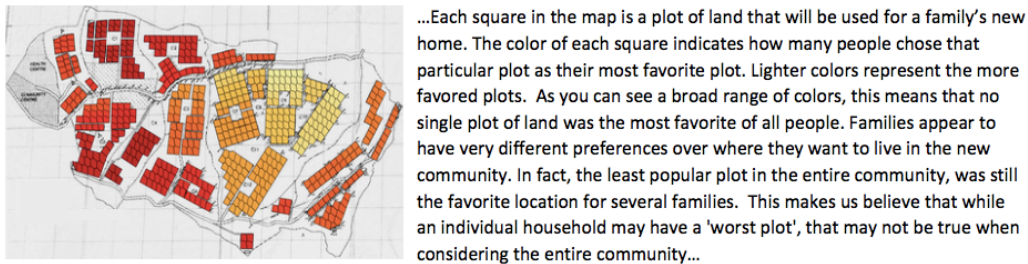 HEALTH
CENTRE
COMMUNITY
CENTRE
...Each square in the map is a plot of land that will be used for a family's new
home. The color of each square indicates how many people chose that
particular plot as their most favorite plot. Lighter colors represent the more
favored plots.  As you can see a broad range of colors, this means that no
single plot of land was the most favorite of all people. Families appear to
have very different preferences over where they want to live in the new
community. In fact, the least popular plot in the entire community, was still
the favorite location for several families.  This makes us believe that while
an individual household may have a 'worst plot', that may not be true when
considering the entire community...